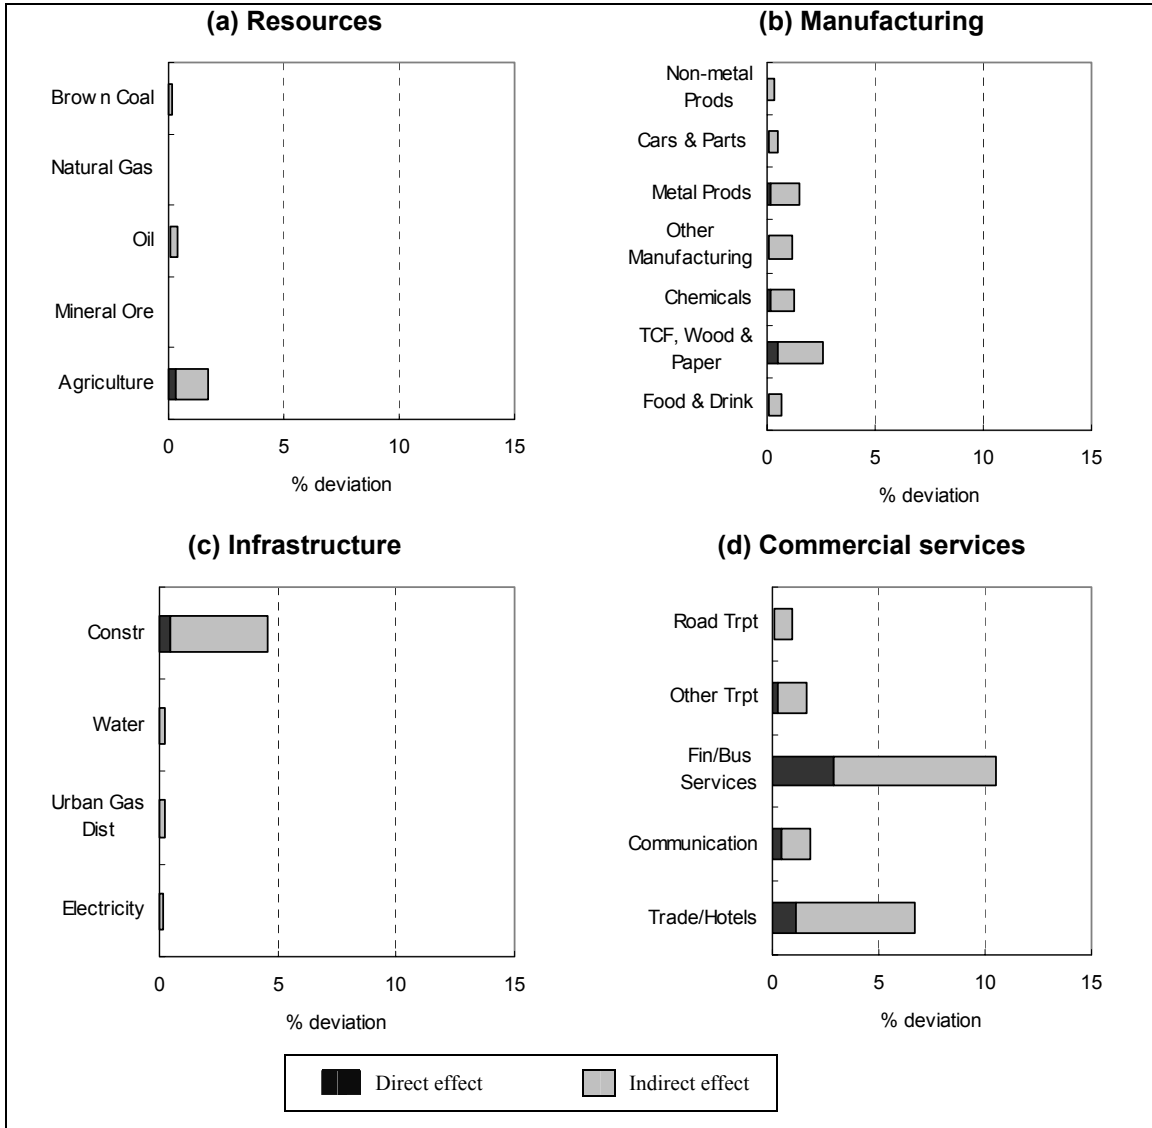 (a) Resources
Brown Coal
Natural Gas
Oil
Mineral Ore
Agriculture
0 5 10 15
% deviation
(b) Manufacturing
Non-metal
Prods
Cars & Parts
Metal Prods
Other
Manufacturing
Chemicals
TCF, Wood &
Paper
Food & Drink
0 5 10 15
% deviation
(c) Infrastructure
Constr
Water
Urban Gas
Dist
Electricity
0 5 10 15
% deviation
(d) Commercial services
Road Trpt
Other Trpt
Fin/Bus
Services
Communication
Trade/Hotels
0 5 10 15
% deviation
Direct effect Indirect effect